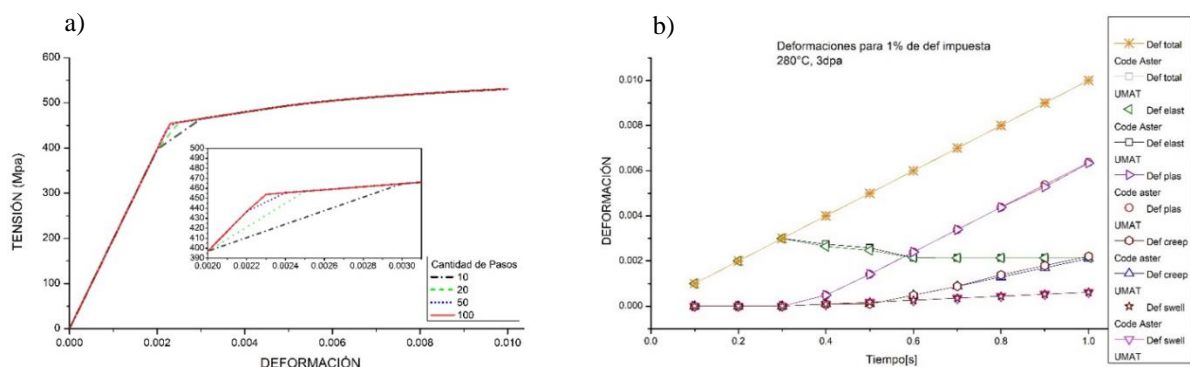 a)
600
500
400
300
200
100
0
TENSIÓN (Mpa)
0.000
0.002
0.004
0.006
0.008
0.010
DEFORMACIÓN
500
490
480
470
460
450
440
430
420
410
400
390
0.0020
0.0022
0.0024
0.0026
0.0028
0.0030
Cantidad de Pasos
10
20
50
100
b)
Deformaciones para 1% de def impuesta
280°C, 3dpa
0.010
0.008
0.006
0.004
0.002
0.000
DEFORMACIÓN
0.0
0.2
0.4
0.6
0.8
1.0
Tiempo[s]
Def total
Code Aster
Def total
UMAT
Def elast
Code Aster
Def elast
UMAT
Def plas
Code aster
Def plas
UMAT
Def creep
Code aster
Def creep
UMAT
Def swell
Code Aster
Def swell
UMAT